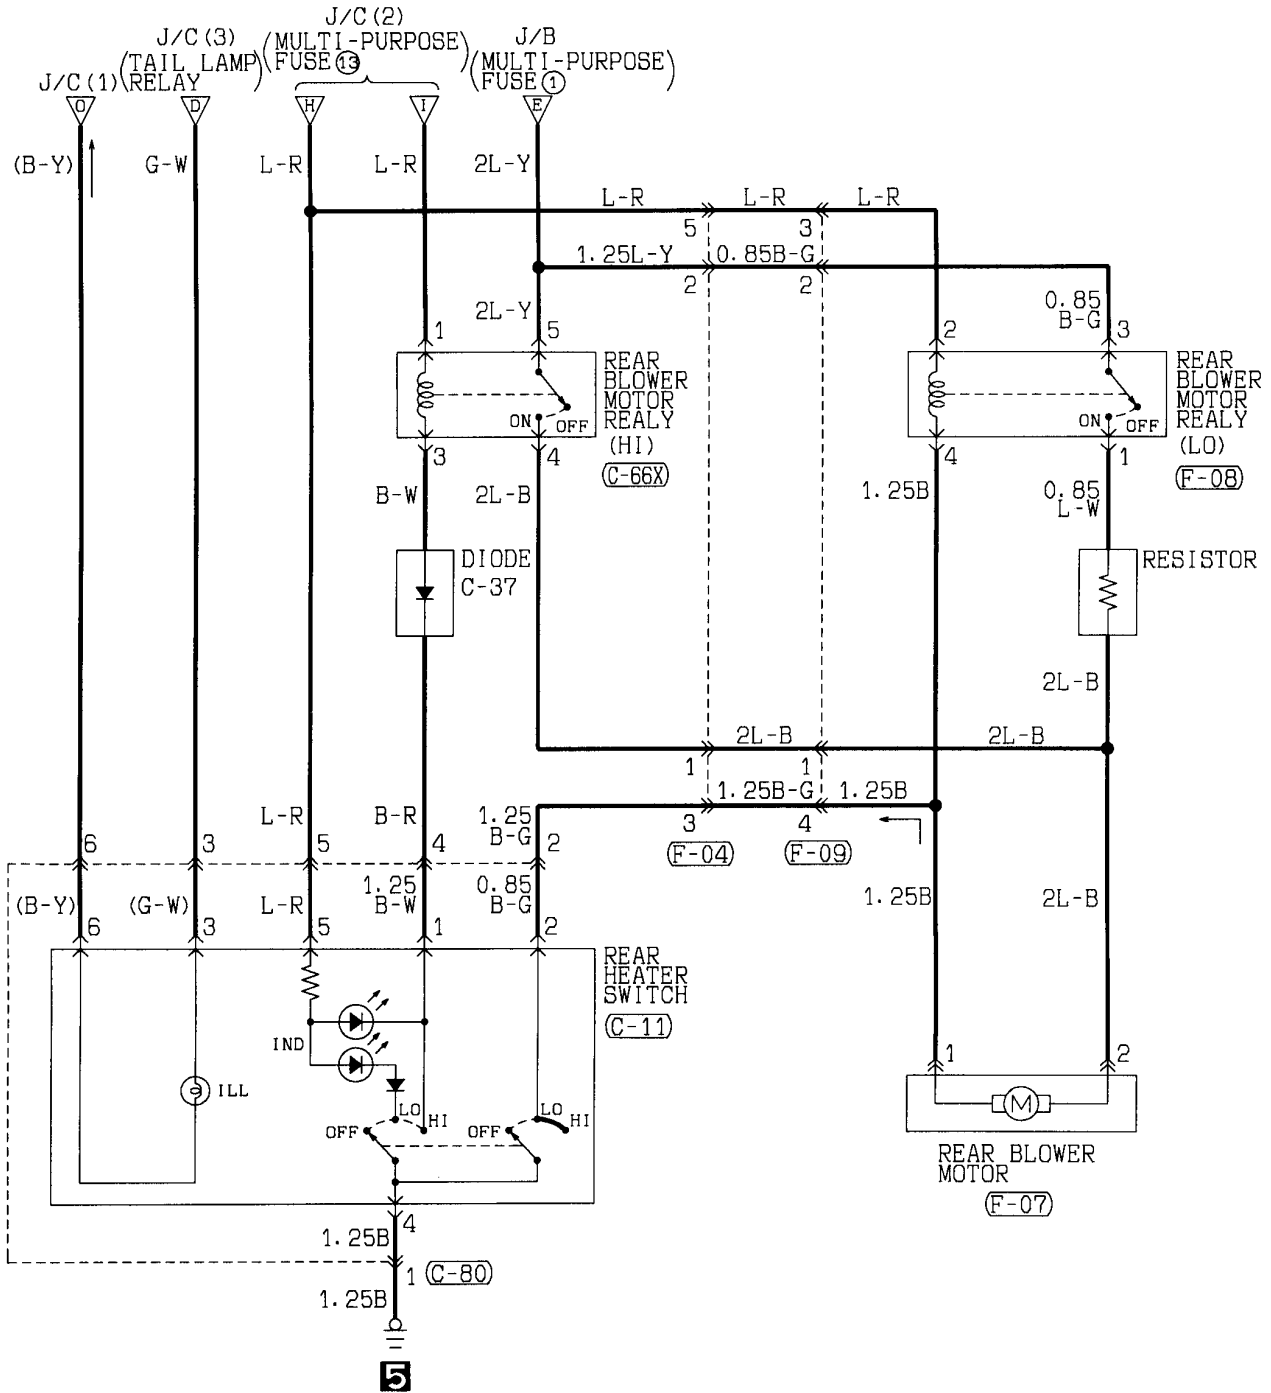 J/C(2)
J/C(3) (MULTI-PURPOSE J/B
(TAIL LAMP) FUSE ⑬) (MULTI-PURPOSE
J/C(1) RELAY FUSE ①)
O D H I E
(B-Y) G-W L-R L-R 2L-Y
L-R L-R L-R
5 3
1.25L-Y 0.85B-G
2 2
2L-Y 0.85
B-G
1 5 2 3
REAR
BLOWER
MOTOR
REALY
(HI)
C-66X
ON OFF
REAR
BLOWER
MOTOR
REALY
(LO)
F-08
ON OFF
3 4 4 1
B-W 2L-B 1.25B 0.85
L-W
DIODE
C-37
RESISTOR
2L-B
2L-B 2L-B
1 1
1.25B-G 1.25B
3 4
F-04 F-09
L-R B-R 1.25
B-G
6 3 5 4 2
(B-Y) (G-W) L-R 1.25
B-W
0.85
B-G
1.25B 2L-B
6 3 5 1 2
REAR
HEATER
SWITCH
C-11
IND
ILL
OFF LO HI OFF LO HI
1 2
M
REAR BLOWER
MOTOR
F-07
4
1.25B
1 C-80
1.25B
5